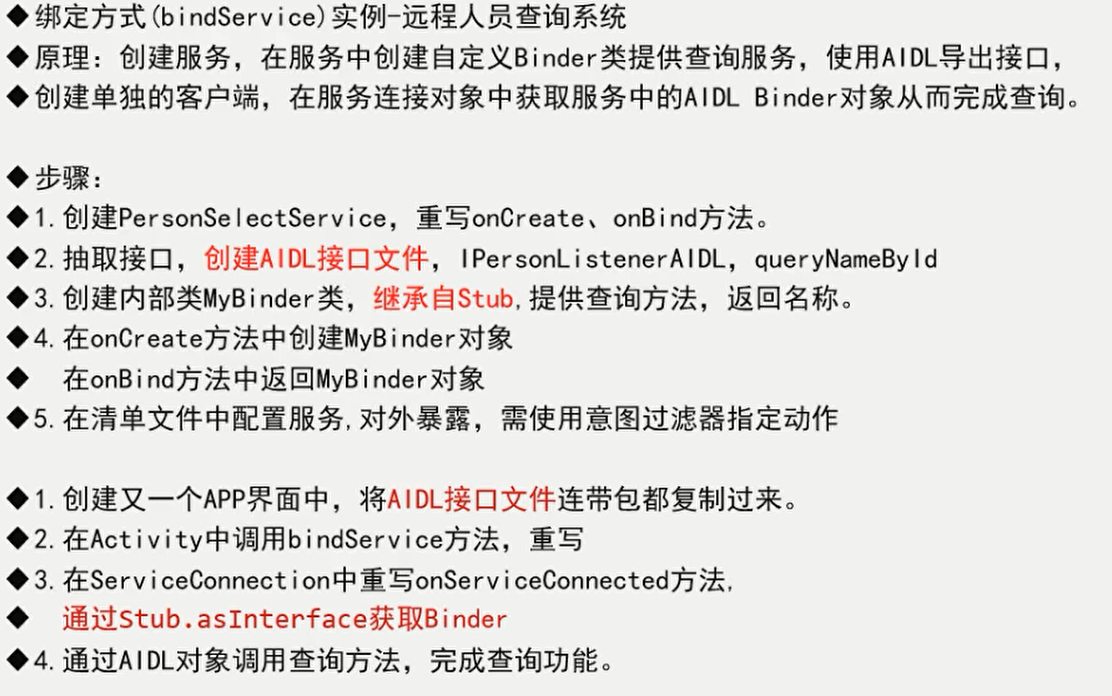 ◆绑定方式(bindService)实例-远程人员查询系统
◆原理：创建服务，在服务中创建自定义Binder类提供查询服务，使用AIDL导出接口，
◆创建单独的客户端，在服务连接对象中获取服务中的AIDL Binder对象从而完成查询。
◆步骤：
◆1.创建PersonSelectService，重写onCreate、onBind方法。
◆2.抽取接口，创建AIDL接口文件，IPersonListenerAIDL，queryNameById
◆3.创建内部类MyBinder类，继承自Stub,提供查询方法，返回名称。
◆4.在onCreate方法中创建MyBinder对象
◆ 在onBind方法中返回MyBinder对象
◆5.在清单文件中配置服务,对外暴露，需使用意图过滤器指定动作
◆1.创建又一个APP界面中，将AIDL接口文件连带包都复制过来。
◆2.在Activity中调用bindService方法，重写
◆3.在ServiceConnection中重写onServiceConnected方法,
◆ 通过Stub.asInterface获取Binder
◆4.通过AIDL对象调用查询方法，完成查询功能。